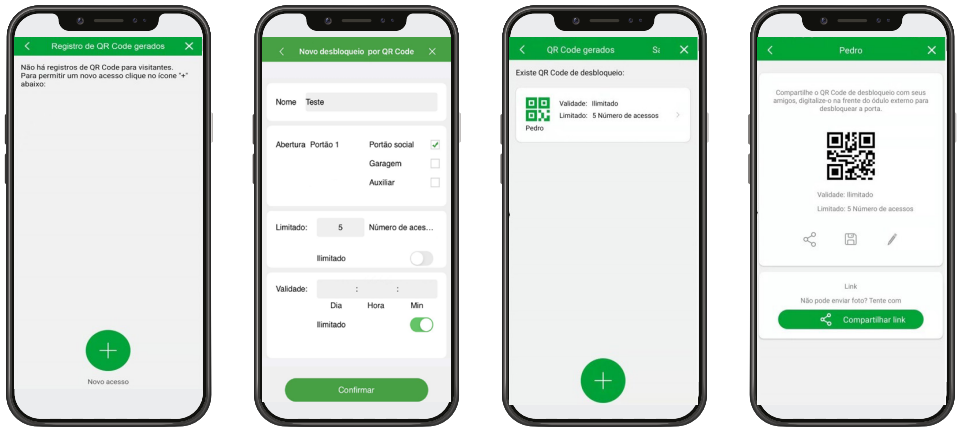 Registro de QR Code gerados
Não há registros de QR Code para visitantes.
Para permitir um novo acesso clique no ícone "+"
abaixo:
Novo acesso
Novo desbloqueio por QR Code
Nome Teste
Abertura Portão 1 Portão social
Garagem
Auxiliar
Limitado: 5 Número de aces...
Ilimitado
Validade: : :
Dia Hora Min
Ilimitado
Confirmar
QR Code gerados Sa
Existe QR Code de desbloqueio:
Validade: Ilimitado
Limitado: 5 Número de acessos
Pedro
Pedro
Compartilhe o QR Code de desbloqueio com seus
amigos, digitalize-o na frente do ódulo externo para
desbloquear a porta.
Validade: Ilimitado
Limitado: 5 Número de acessos
Link
Não pode enviar foto? Tente com
Compartilhar link